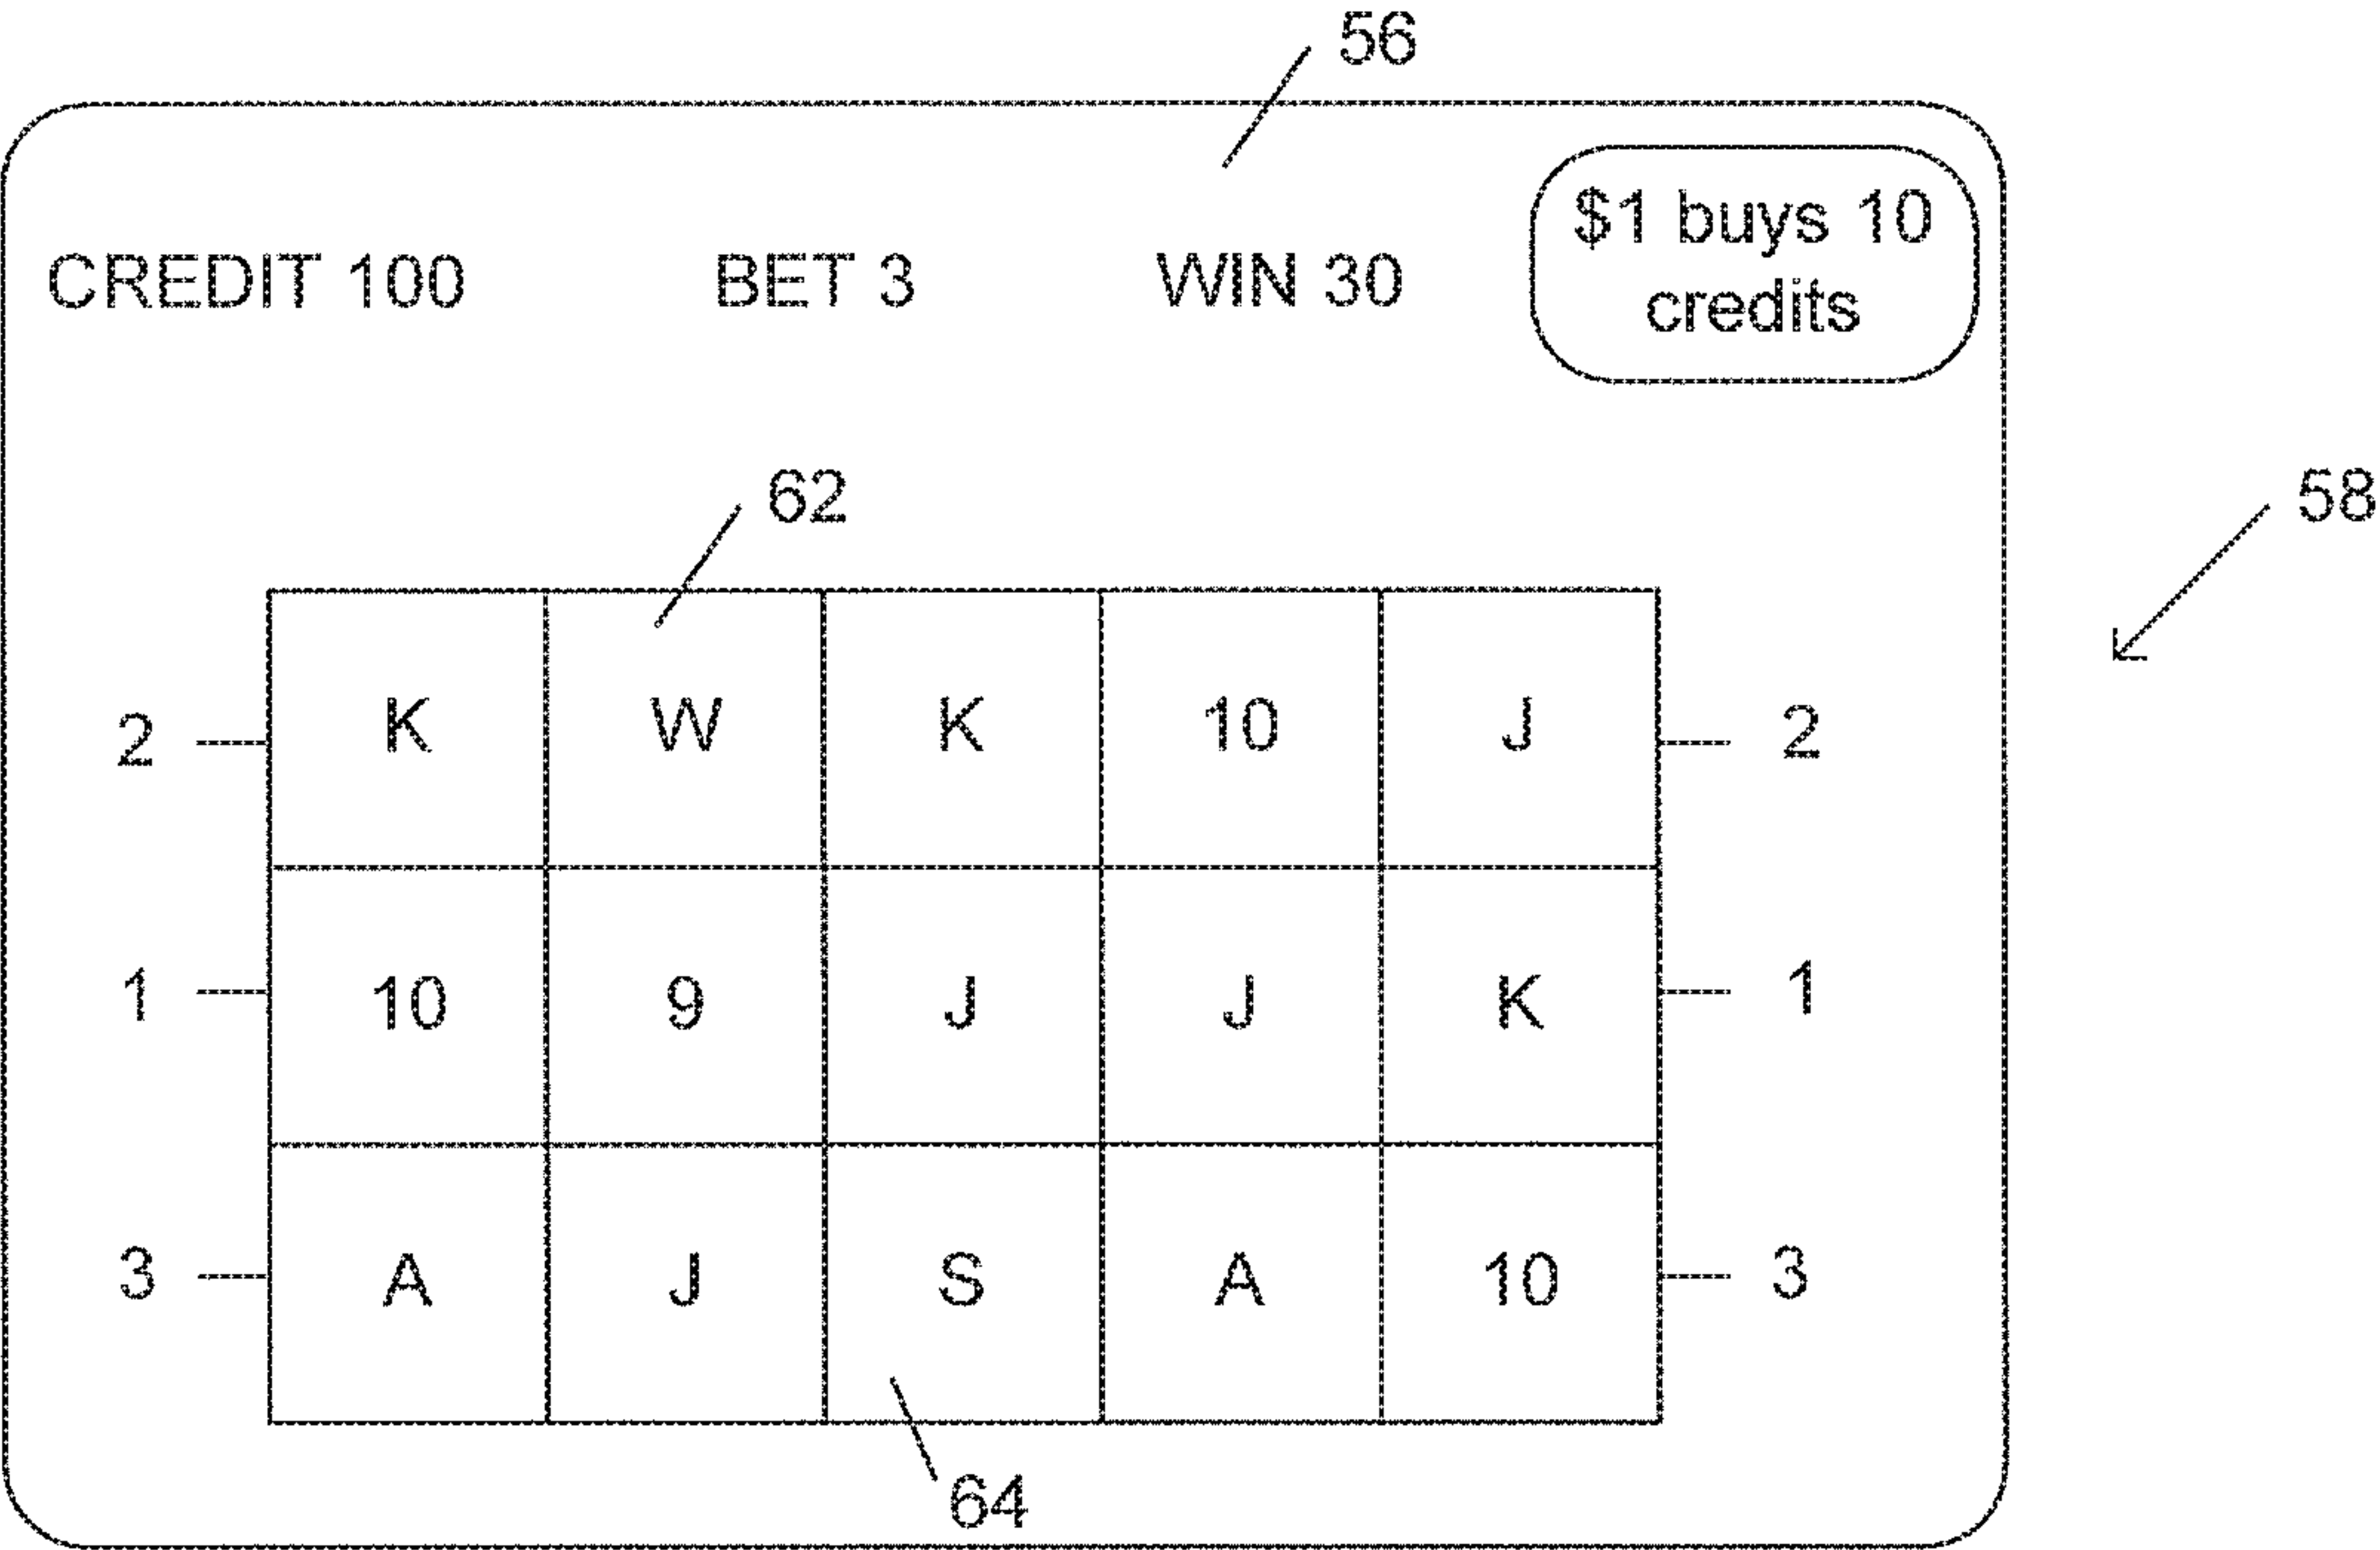 56
$1 buys 10
credits
CREDIT 100 BET 3 WIN 30
62
58
2 K W K 10 J 2
1 10 9 J J K 1
3 A J S A 10 3
64